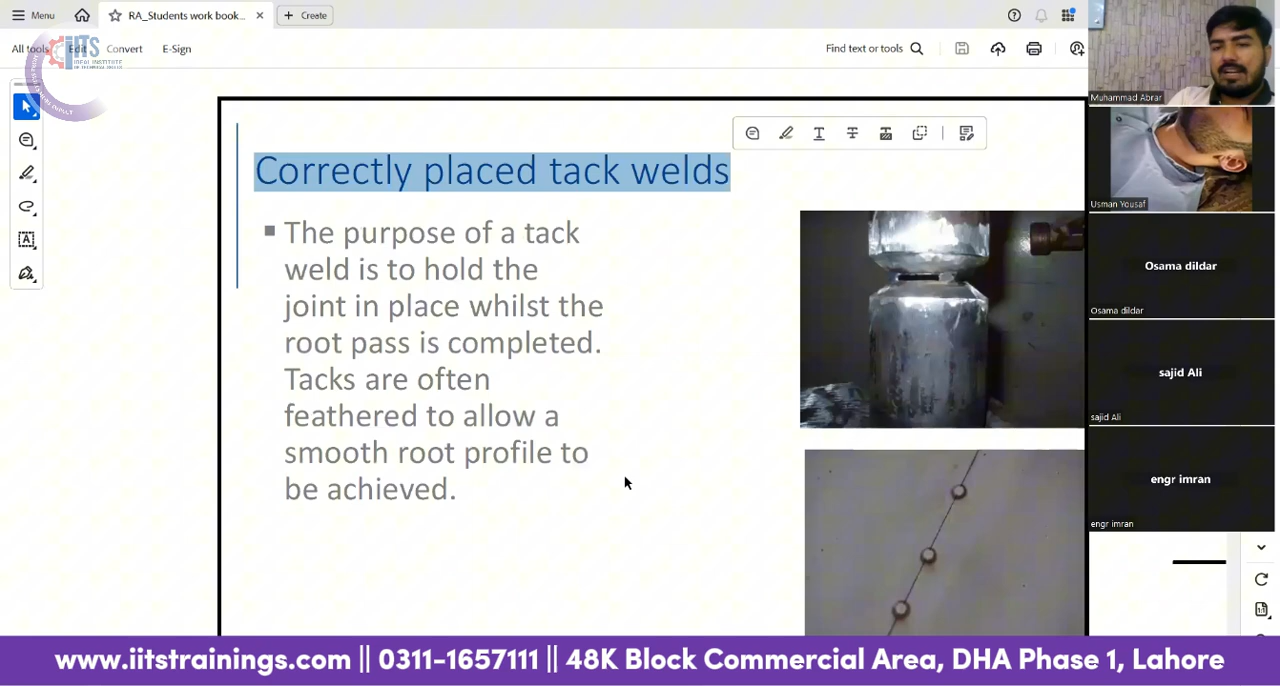 Menu
RA_Students work book...
Create
All tools
Edit
Convert
E-Sign
Find text or tools
iiTS
IDEAL INSTITUTE
Correctly placed tack welds
The purpose of a tack
weld is to hold the
joint in place whilst the
root pass is completed.
Tacks are often
feathered to allow a
smooth root profile to
be achieved.
Muhammad Abrar
Usman Yousaf
Osama dildar
Osama dildar
sajid Ali
sajid Ali
engr imran
engr imran
www.iitstrainings.com || 0311-1657111 || 48K Block Commercial Area, DHA Phase 1, Lahore